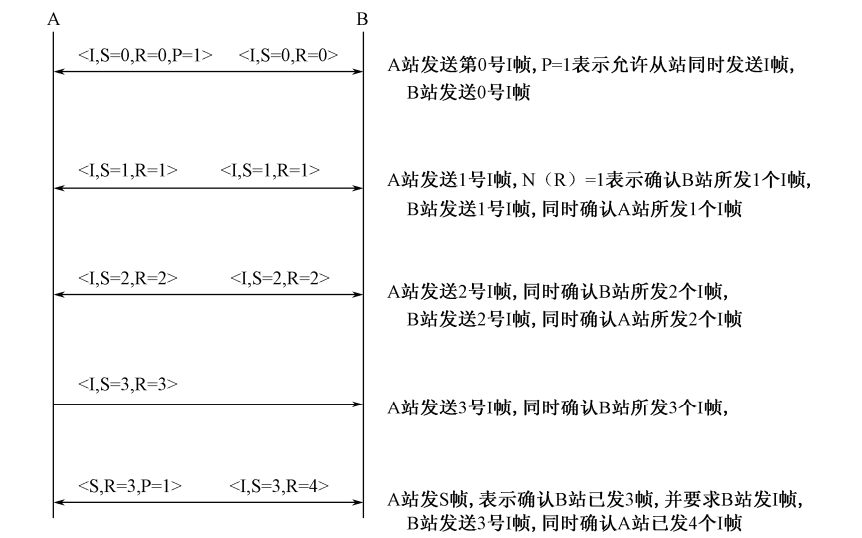 A B
<I,S=0,R=0,P=1> <I,S=0,R=0>
A站发送第0号I帧,P=1表示允许从站同时发送I帧,
B站发送0号I帧
<I,S=1,R=1> <I,S=1,R=1>
A站发送1号I帧,N（R）=1表示确认B站所发1个I帧,
B站发送1号I帧,同时确认A站所发1个I帧
<I,S=2,R=2> <I,S=2,R=2>
A站发送2号I帧,同时确认B站所发2个I帧,
B站发送2号I帧,同时确认A站所发2个I帧
<I,S=3,R=3>
A站发送3号I帧,同时确认B站所发3个I帧,
<S,R=3,P=1> <I,S=3,R=4>
A站发S帧,表示确认B站已发3帧,并要求B站发I帧,
B站发送3号I帧,同时确认A站已发4个I帧